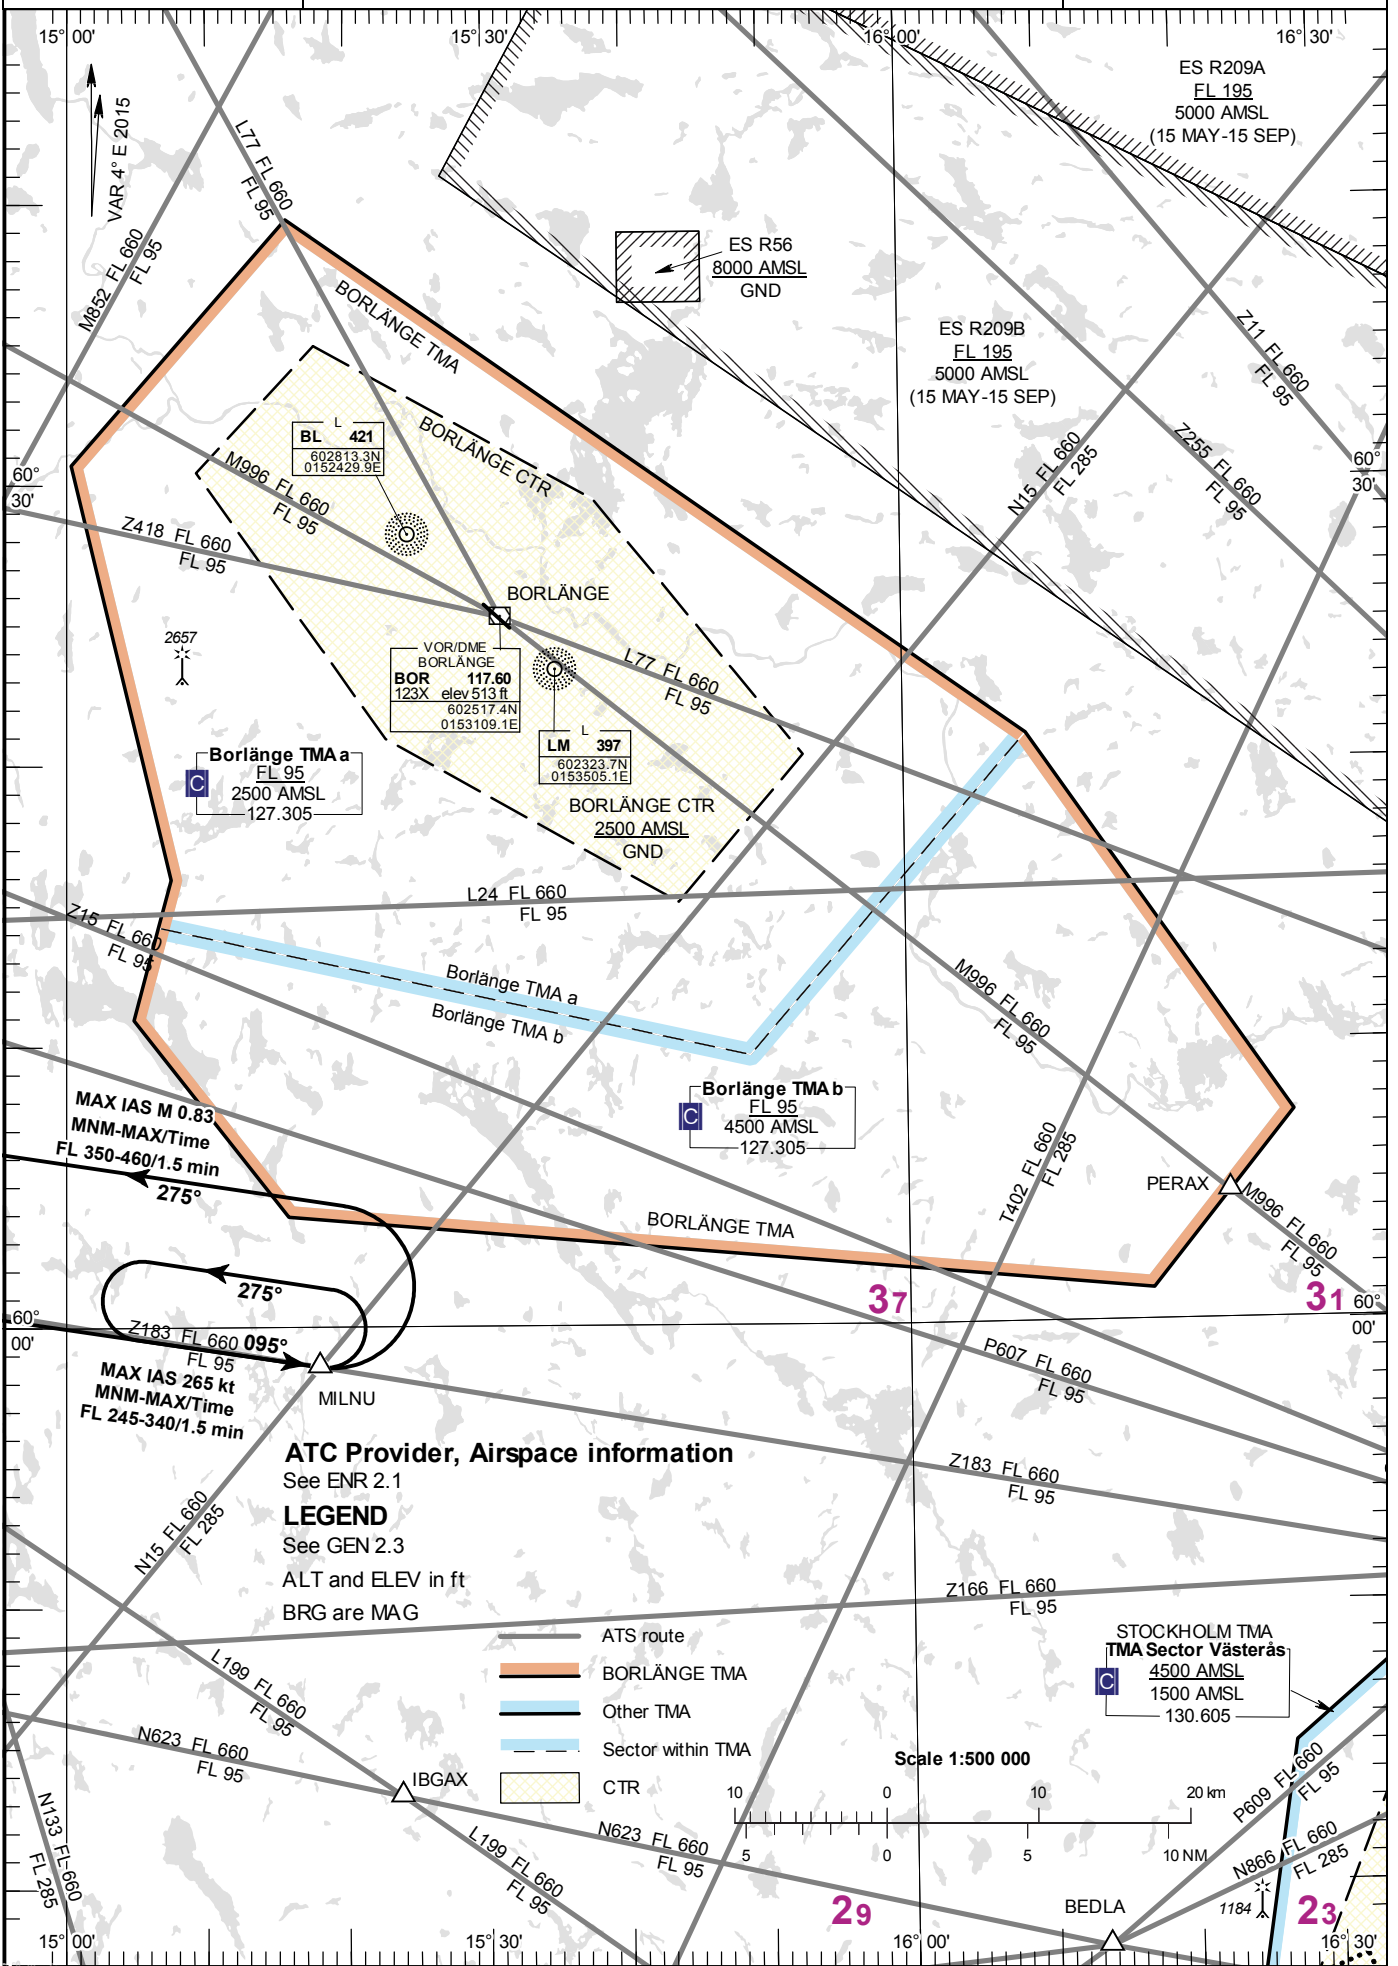 15° 00'
15° 30'
16° 00'
16° 30'
VAR 4° E 2015
L77 FL 660
FL 95
M852 FL 660
FL 95
ES R209A
FL 195
5000 AMSL
(15 MAY-15 SEP)
ES R56
8000 AMSL
GND
ES R209B
FL 195
5000 AMSL
(15 MAY-15 SEP)
BORLÄNGE TMA
Z11 FL 660
FL 95
L
BL 421
602813.3N
0152429.9E
BORLÄNGE CTR
M996 FL 660
FL 95
Z255 FL 660
FL 95
N15 FL 660
FL 285
60°
30'
60°
30'
Z418 FL 660
FL 95
BORLÄNGE
2657
VOR/DME
BORLÄNGE
BOR 117.60
123X elev 513 ft
602517.4N
0153109.1E
L77 FL 660
FL 95
L
LM 397
602323.7N
0153505.1E
Borlänge TMA a
FL 95
2500 AMSL
127.305
C
BORLÄNGE CTR
2500 AMSL
GND
L24 FL 660
FL 95
Z15 FL 660
FL 95
Borlänge TMA a
Borlänge TMA b
M996 FL 660
FL 95
Borlänge TMA b
FL 95
4500 AMSL
127.305
C
MAX IAS M 0.83
MNM-MAX/Time
FL 350-460/1.5 min
275°
T402 FL 660
FL 285
PERAX
M996 FL 660
FL 95
BORLÄNGE TMA
275°
37
31
60°
00'
60°
00'
Z183 FL 660
FL 95
095°
MAX IAS 265 kt
MNM-MAX/Time
FL 245-340/1.5 min
MILNU
P607 FL 660
FL 95
ATC Provider, Airspace information
See ENR 2.1
LEGEND
See GEN 2.3
ALT and ELEV in ft
BRG are MAG
Z183 FL 660
FL 95
N15 FL 660
FL 285
Z166 FL 660
FL 95
ATS route
BORLÄNGE TMA
Other TMA
Sector within TMA
CTR
STOCKHOLM TMA
TMA Sector Västerås
4500 AMSL
1500 AMSL
130.605
C
L199 FL 660
FL 95
N623 FL 660
FL 95
IBGAX
Scale 1:500 000
10 0 10 20 km
5 0 5 10 NM
P609 FL 660
FL 95
N133 FL 660
FL 285
L199 FL 660
FL 95
N623 FL 660
FL 95
N866 FL 660
FL 285
29
BEDLA
1184
23
15° 00'
15° 30'
16° 00'
16° 30'